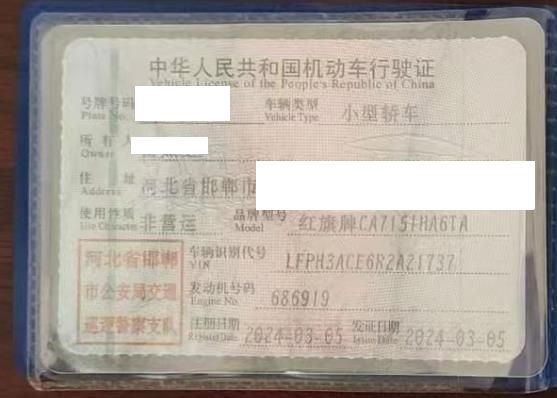 中华人民共和国机动车行驶证
Vehicle License of the People's Republic of China
号牌号码
Plate No.
车辆类型 小型轿车
Vehicle Type
所有人
Owner
住址 河北省邯郸市
Address
使用性质 非营运 品牌型号 红旗牌CA7151HA6TA
Use Character Model
河北省邯郸
市公安局交通
巡逻警察支队
车辆识别代号 LFPH3ACE6R2A21737
VIN
发动机号码 686919
Engine No.
注册日期 2024-03-05 发证日期 2024-03-05
Register Date Issue Date